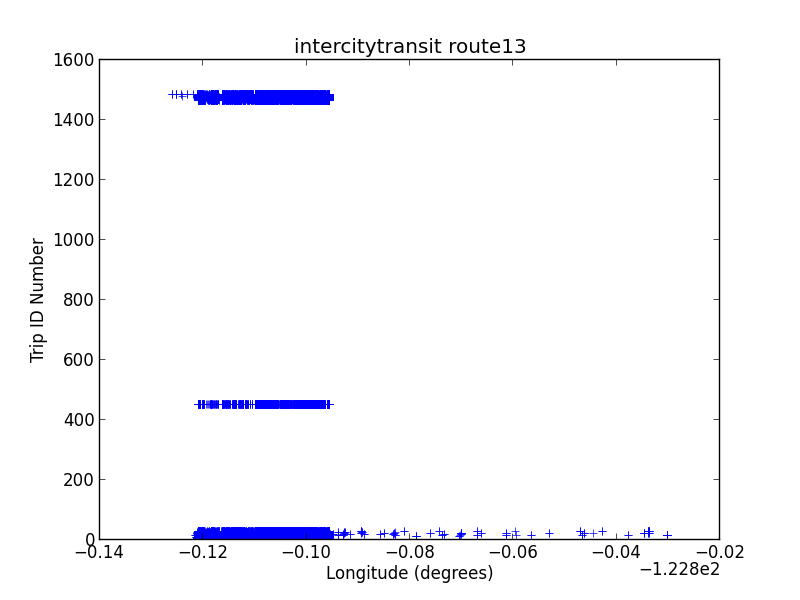 intercitytransit route13
1600
1400
1200
1000
800
600
400
200
0
Trip ID Number
−0.14 −0.12 −0.10 −0.08 −0.06 −0.04 −0.02
−1.228e2
Longitude (degrees)